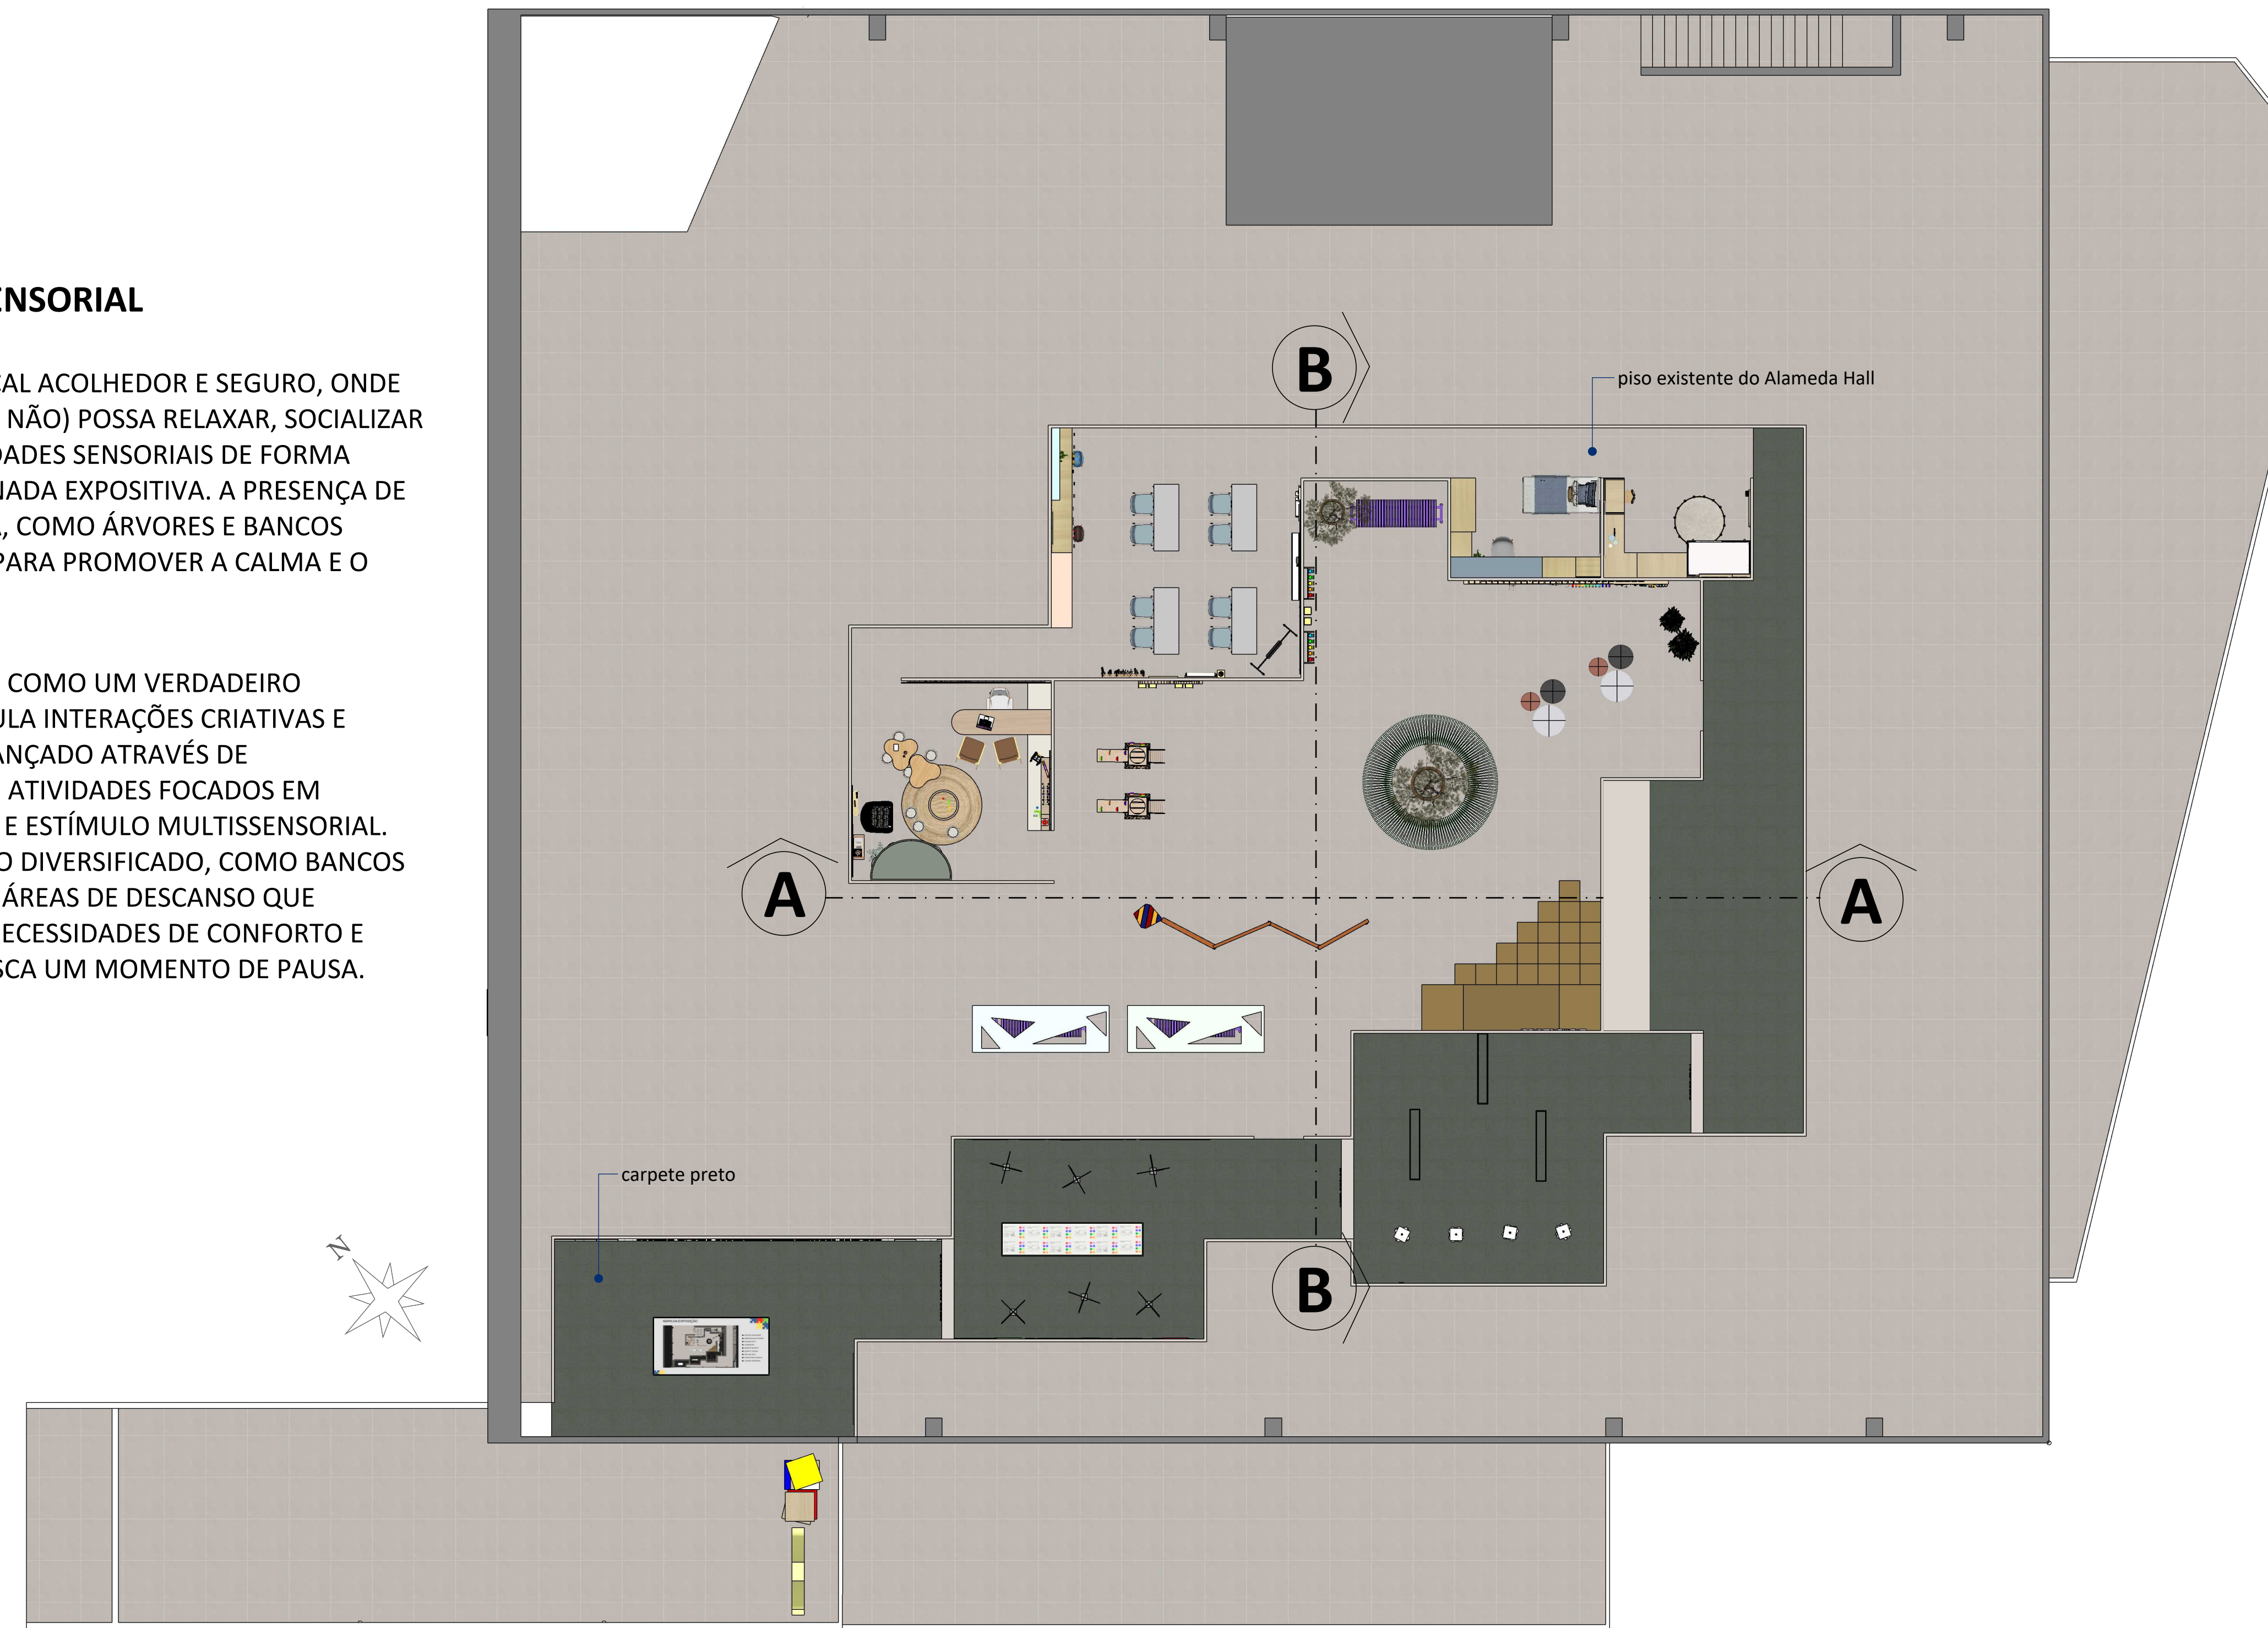 ENSORIAL
CAL ACOLHEDOR E SEGURO, ONDE
NÃO) POSSA RELAXAR, SOCIALIZAR
DADES SENSORIAIS DE FORMA
NADA EXPOSITIVA. A PRESENÇA DE
A, COMO ÁRVORES E BANCOS
PARA PROMOVER A CALMA E O
COMO UM VERDADEIRO
ULA INTERAÇÕES CRIATIVAS E
ANÇADO ATRAVÉS DE
ATIVIDADES FOCADOS EM
E ESTÍMULO MULTISSENSORIAL.
O DIVERSIFICADO, COMO BANCOS
ÁREAS DE DESCANSO QUE
NECESSIDADES DE CONFORTO E
SCA UM MOMENTO DE PAUSA.
B
piso existente do Alameda Hall
A
A
carpete preto
B
N